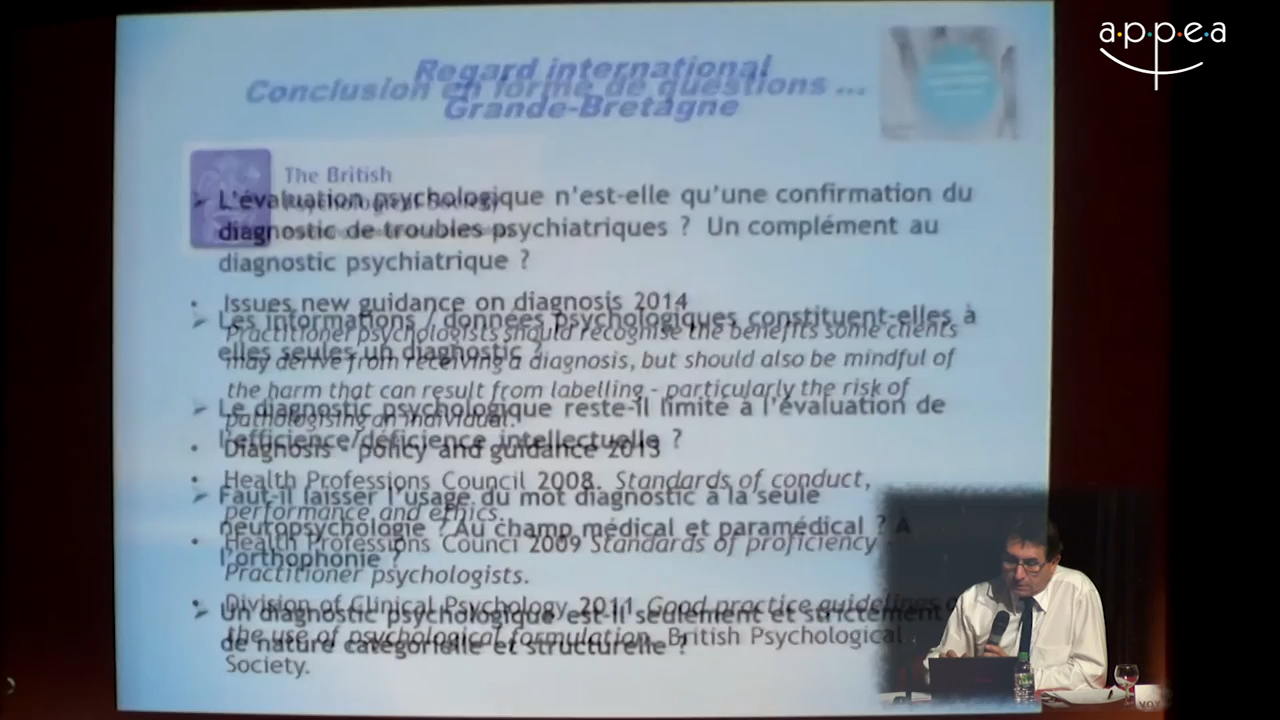 a·p·p·e·a
Regard international
Conclusion en forme de questions ...
Grande-Bretagne
The British
Psychological Society
➢ L'évaluation psychologique n'est-elle qu'une confirmation du
diagnostic de troubles psychiatriques ? Un complément au
diagnostic psychiatrique ?
• Issues new guidance on diagnosis 2014
➢ Les informations / données psychologiques constituent-elles à
elles seules un diagnostic ?
Practitioner psychologists should recognise the benefits some clients
may derive from receiving a diagnosis, but should also be mindful of
the harm that can result from labelling - particularly the risk of
pathologising an individual.
➢ Le diagnostic psychologique reste-il limité à l'évaluation de
l'efficience/déficience intellectuelle ?
• Diagnosis - policy and guidance 2013
• Health Professions Council 2008. Standards of conduct,
performance and ethics.
➢ Faut-il laisser l'usage du mot diagnostic à la seule
neuropsychologie ? Au champ médical et paramédical ? A
l'orthophonie ?
• Health Professions Counci 2009 Standards of proficiency -
Practitioner psychologists.
• Division of Clinical Psychology 2011 Good practice guidelines
the use of psychological formulation. British Psychological
Society.
➢ Un diagnostic psychologique est-il seulement et strictement
de nature catégorielle et structurelle ?